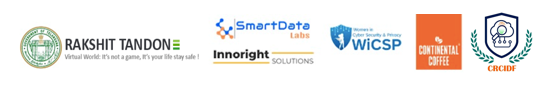 RAKSHIT TANDON
Virtual World: It's not a game, It's your life stay safe !
SmartData
Labs
Innoright SOLUTIONS
Women in
Cyber Security & Privacy
WiCSP
CONTINENTAL
COFFEE
CRCIDF